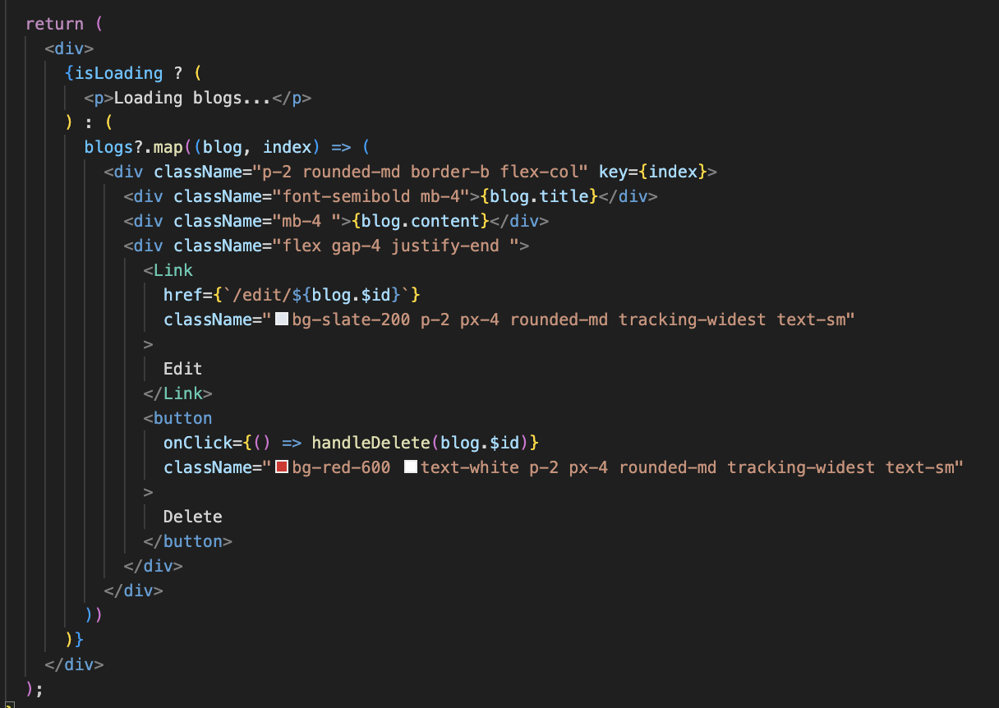 return (
<div>
{isLoading ? (
<p>Loading blogs...</p>
) : (
blogs?.map((blog, index) => (
<div className="p-2 rounded-md border-b flex-col" key={index}>
<div className="font-semibold mb-4">{blog.title}</div>
<div className="mb-4 ">{blog.content}</div>
<div className="flex gap-4 justify-end ">
<Link
href={`/edit/${blog.$id}`}
className="bg-slate-200 p-2 px-4 rounded-md tracking-widest text-sm"
>
Edit
</Link>
<button
onClick={() => handleDelete(blog.$id)}
className="bg-red-600 text-white p-2 px-4 rounded-md tracking-widest text-sm"
>
Delete
</button>
</div>
</div>
))
)}
</div>
);